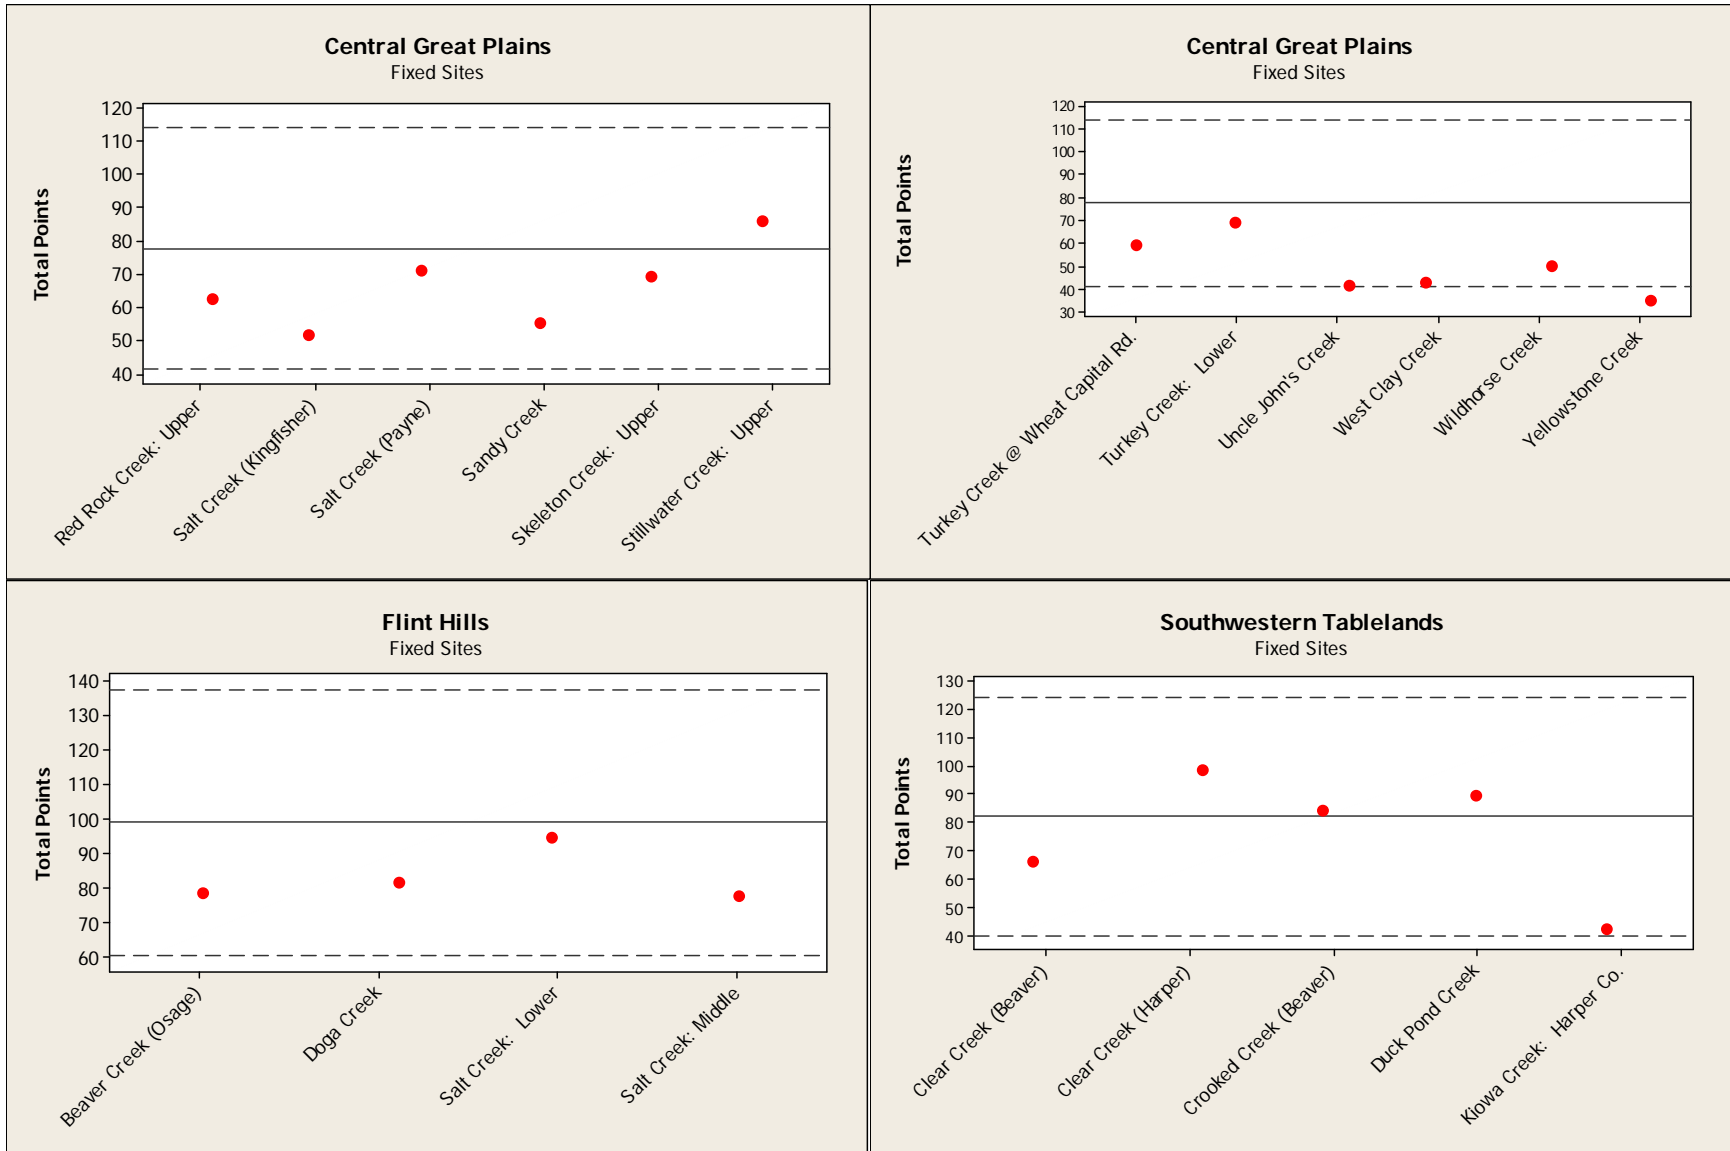 Central Great Plains
Fixed Sites
Total Points
120
110
100
90
80
70
60
50
40
Red Rock Creek: Upper
Salt Creek (Kingfisher)
Salt Creek (Payne)
Sandy Creek
Skeleton Creek: Upper
Stillwater Creek: Upper
Central Great Plains
Fixed Sites
Total Points
120
110
100
90
80
70
60
50
40
30
Turkey Creek @ Wheat Capital Rd.
Turkey Creek: Lower
Uncle John's Creek
West Clay Creek
Wildhorse Creek
Yellowstone Creek
Flint Hills
Fixed Sites
Total Points
140
130
120
110
100
90
80
70
60
Beaver Creek (Osage)
Doga Creek
Salt Creek: Lower
Salt Creek: Middle
Southwestern Tablelands
Fixed Sites
Total Points
130
120
110
100
90
80
70
60
50
40
Clear Creek (Beaver)
Clear Creek (Harper)
Crooked Creek (Beaver)
Duck Pond Creek
Kiowa Creek: Harper Co.